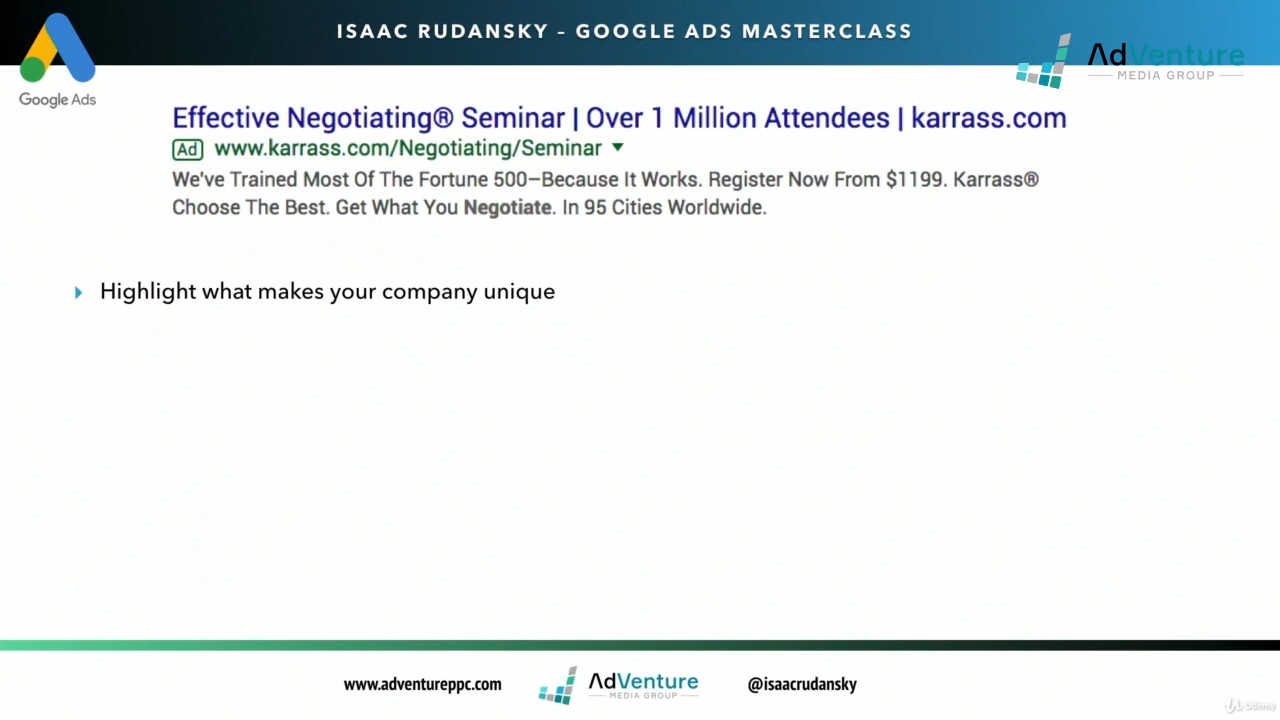 ISAAC RUDANSKY – GOOGLE ADS MASTERCLASS
AdVenture
MEDIA GROUP
Google Ads
Effective Negotiating® Seminar | Over 1 Million Attendees | karrass.com
Ad www.karrass.com/Negotiating/Seminar
We've Trained Most Of The Fortune 500–Because It Works. Register Now From $1199. Karrass®
Choose The Best. Get What You Negotiate. In 95 Cities Worldwide.
Highlight what makes your company unique
www.adventureppc.com
AdVenture
MEDIA GROUP
@isaacrudansky
Udemy